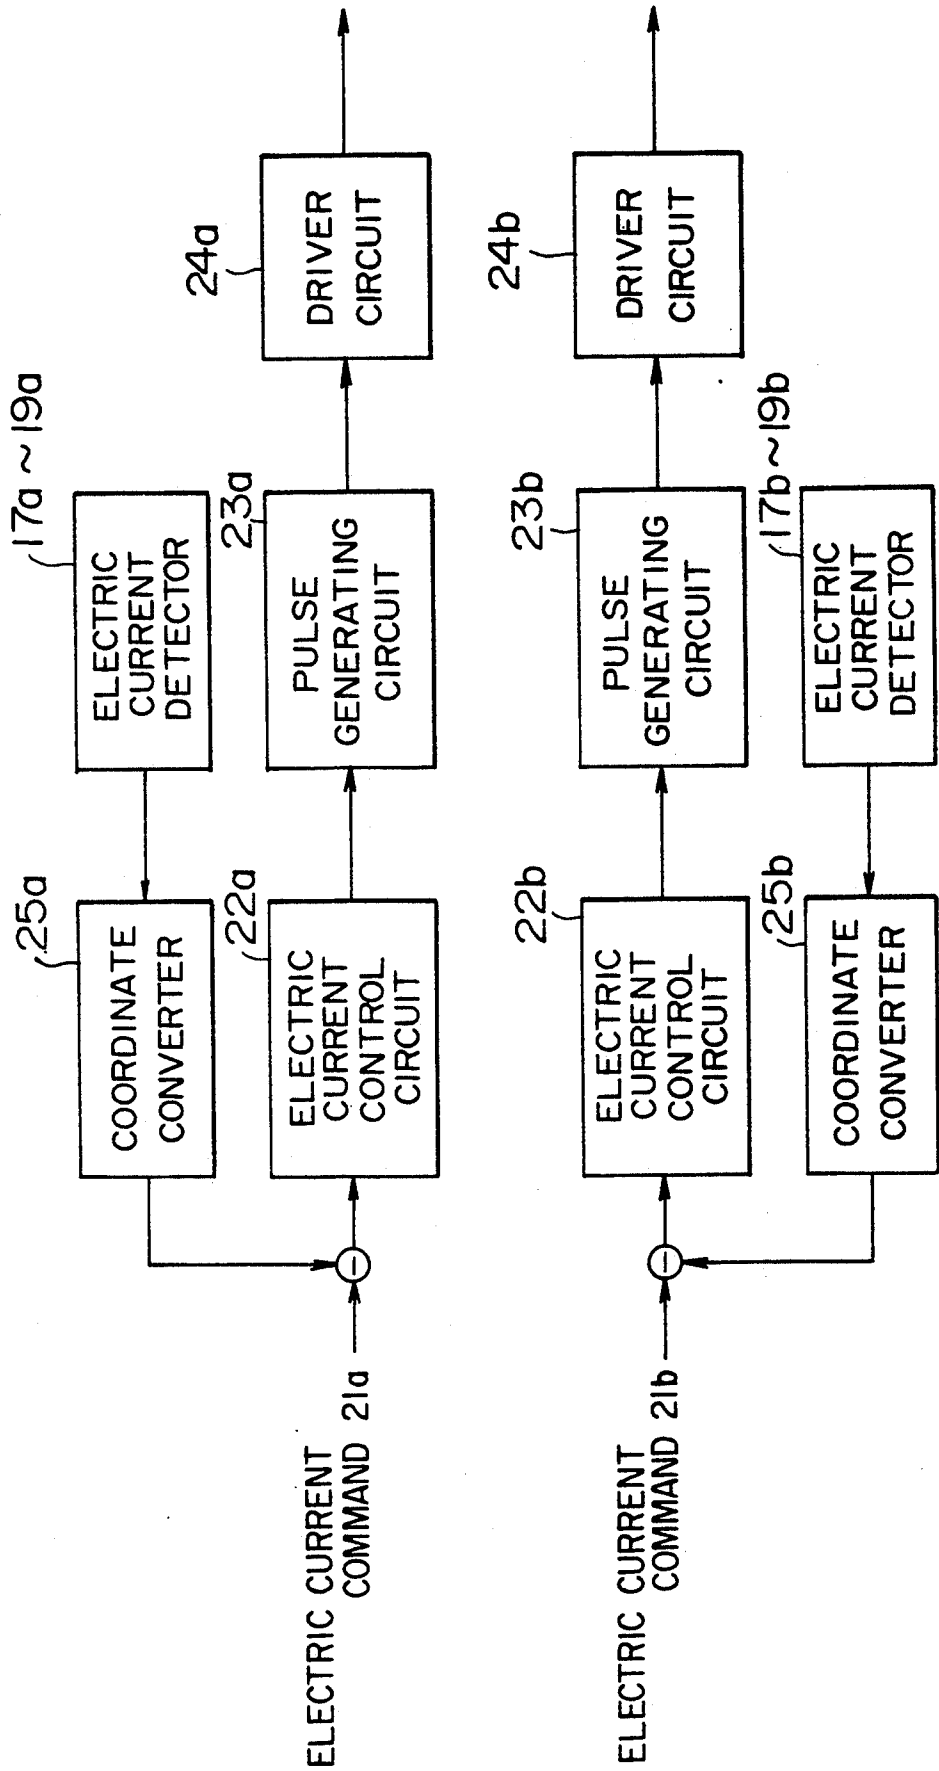 17a ~ 19a
ELECTRIC
CURRENT
DETECTOR
25a
COORDINATE
CONVERTER
24a
DRIVER
CIRCUIT
23a
PULSE
GENERATING
CIRCUIT
22a
ELECTRIC
CURRENT
CONTROL
CIRCUIT
ELECTRIC CURRENT
COMMAND 21a
24b
DRIVER
CIRCUIT
23b
PULSE
GENERATING
CIRCUIT
22b
ELECTRIC
CURRENT
CONTROL
CIRCUIT
ELECTRIC CURRENT
COMMAND 21b
17b ~ 19b
ELECTRIC
CURRENT
DETECTOR
25b
COORDINATE
CONVERTER